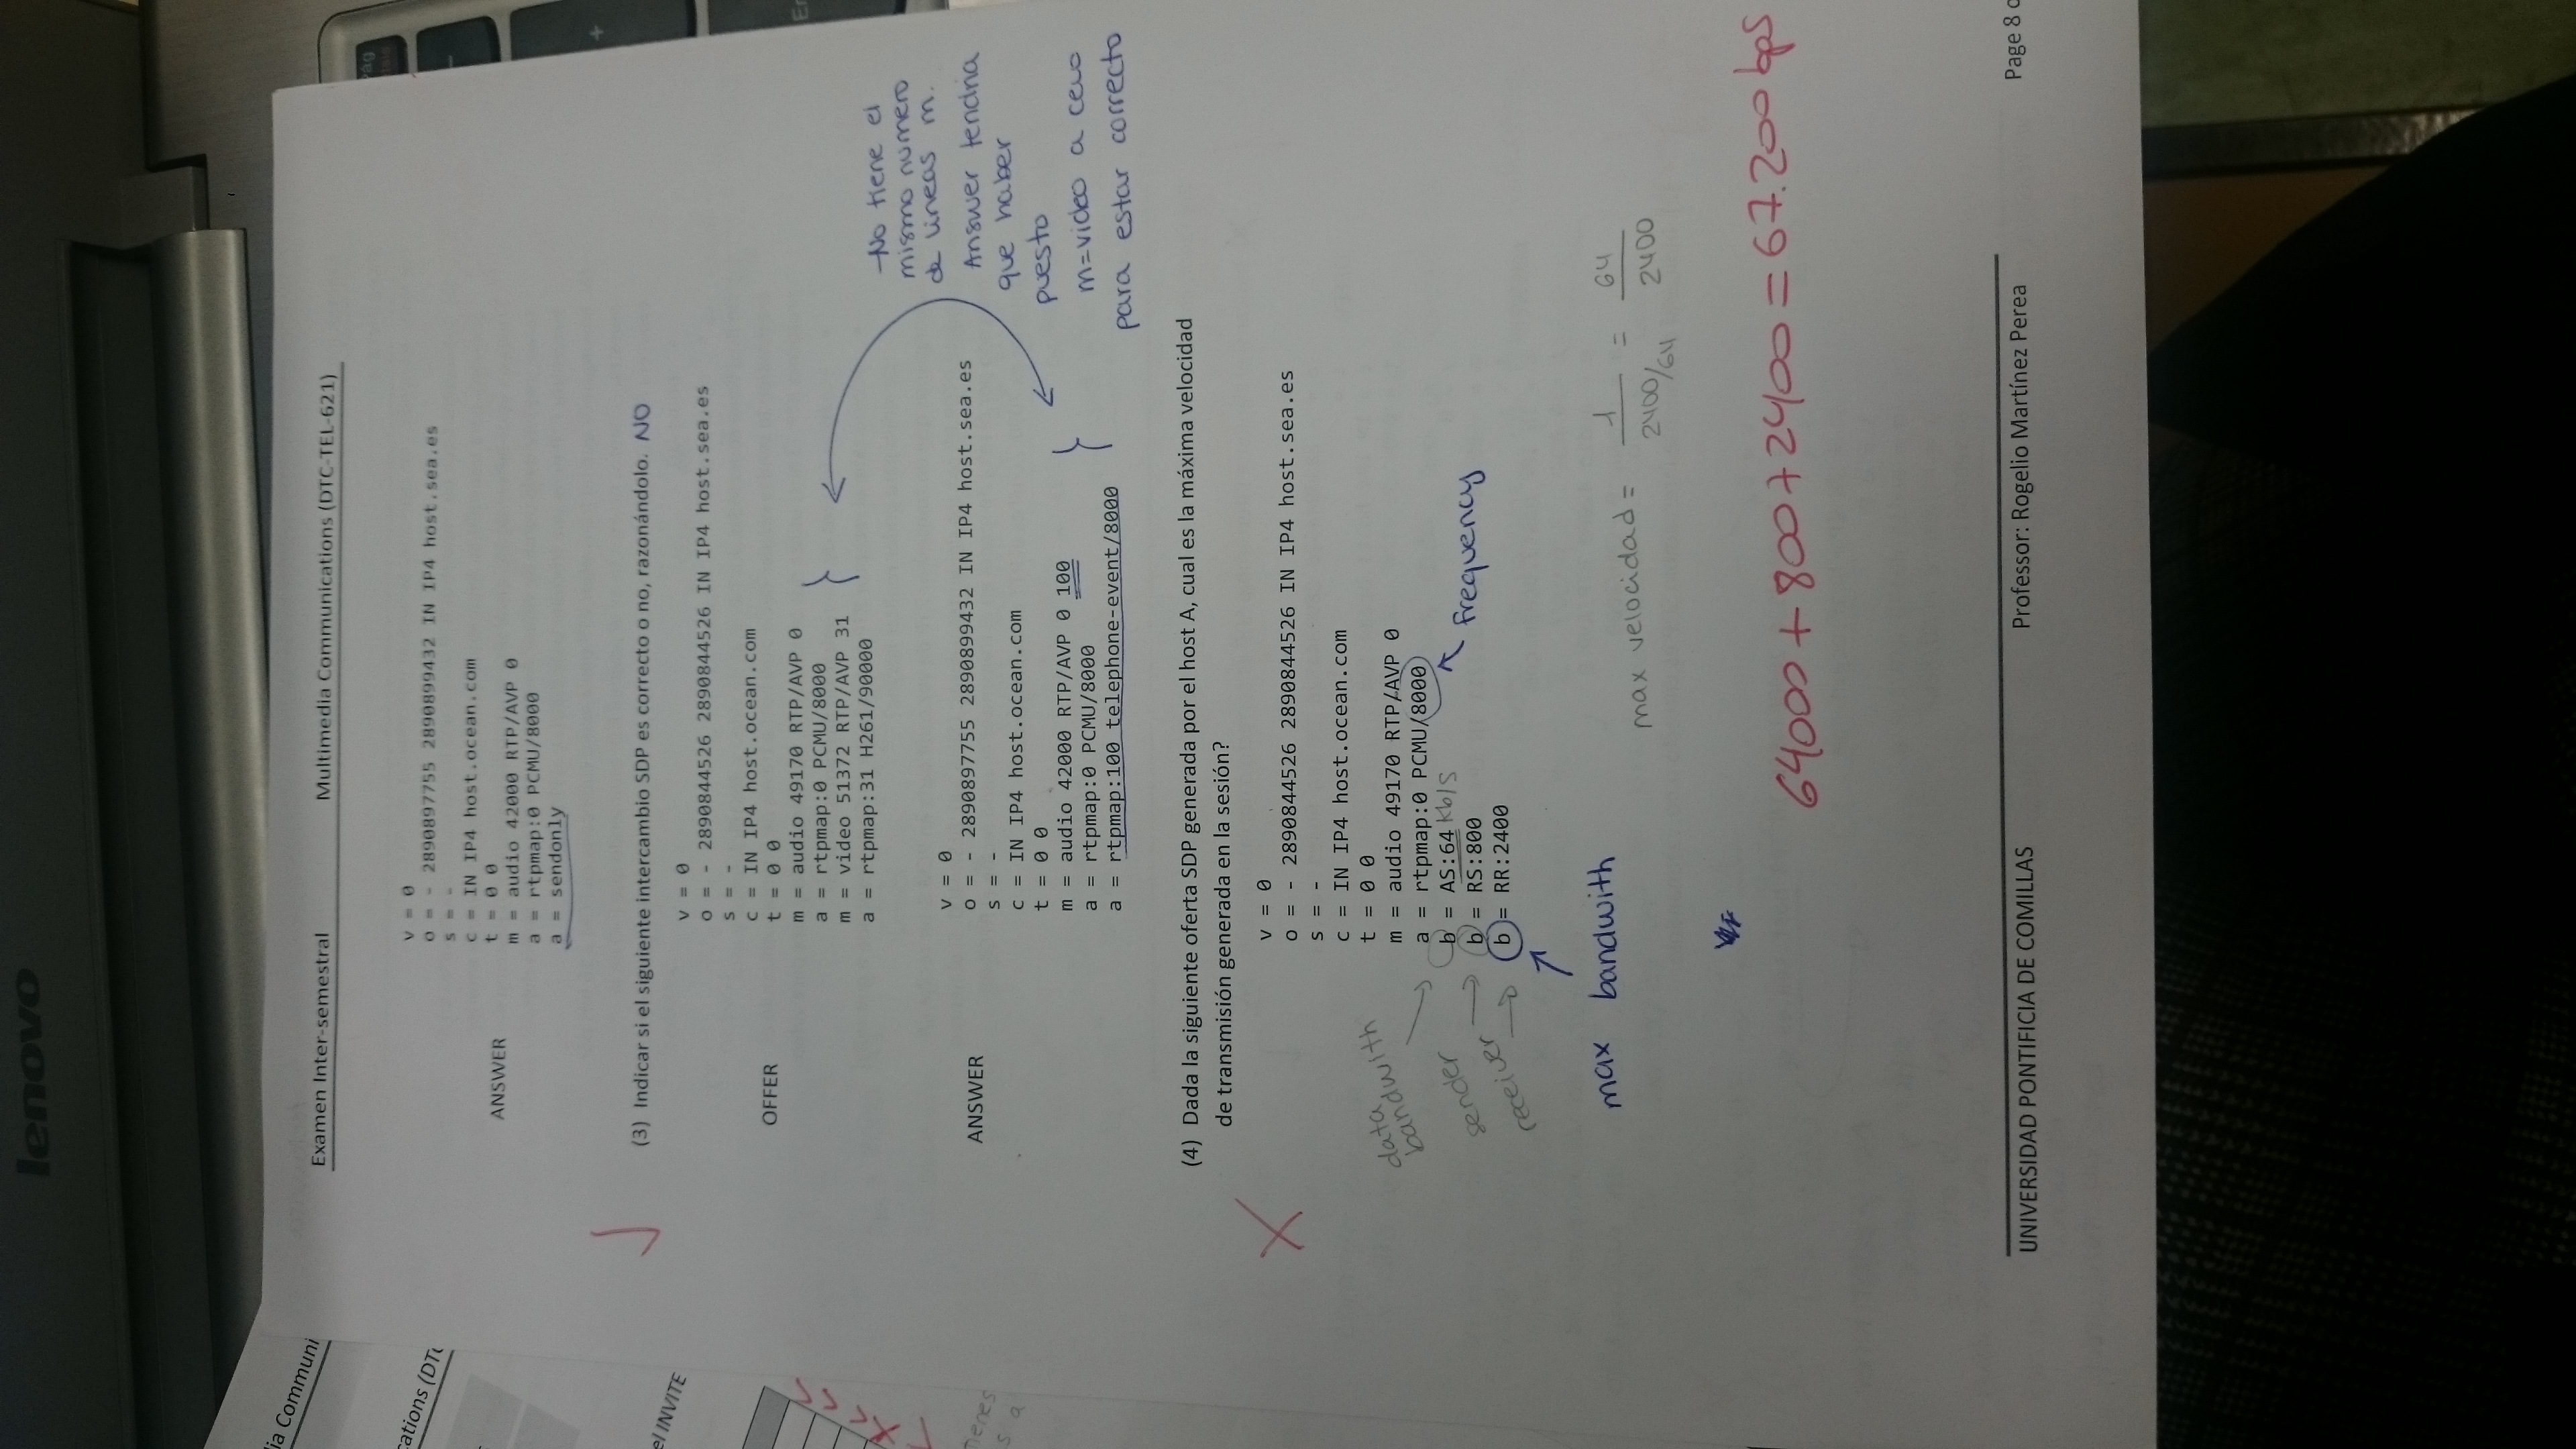 lenovo
ia Communi
cations (DT
el INVITE
Pág
+
Examen Inter-semestral Multimedia Communications (DTC-TEL-621)
v = 0
o = - 2890897755 2890899432 IN IP4 host.sea.es
s = -
c = IN IP4 host.ocean.com
ANSWER
t = 0 0
m = audio 42000 RTP/AVP 0
a = rtpmap:0 PCMU/8000
a = sendonly
(3) Indicar si el siguiente intercambio SDP es correcto o no, razonándolo. NO
v = 0
o = - 2890844526 2890844526 IN IP4 host.sea.es
s = -
c = IN IP4 host.ocean.com
OFFER
t = 0 0
m = audio 49170 RTP/AVP 0
a = rtpmap:0 PCMU/8000
m = video 51372 RTP/AVP 31
a = rtpmap:31 H261/90000
-No tiene el
mismo numero
de lineas m.
Answer tendria
que haber
puesto
m=video a cero
para estar correcto
v = 0
ANSWER
o = - 2890897755 2890899432 IN IP4 host.sea.es
s = -
c = IN IP4 host.ocean.com
t = 0 0
m = audio 42000 RTP/AVP 0 100
a = rtpmap:0 PCMU/8000
a = rtpmap:100 telephone-event/8000
(4) Dada la siguiente oferta SDP generada por el host A, cual es la máxima velocidad
de transmisión generada en la sesión?
v = 0
o = - 2890844526 2890844526 IN IP4 host.sea.es
s = -
c = IN IP4 host.ocean.com
t = 0 0
m = audio 49170 RTP/AVP 0
a = rtpmap:0 PCMU/8000
b = AS:64 Kb/s
b = RS:800
b = RR:2400
data
bandwith
sender
receiver
frequency
max bandwith
max velocidad = 1 / 2400/64 = 64 / 2400
64000 + 800 + 2400 = 67.200 bps
UNIVERSIDAD PONTIFICIA DE COMILLAS Professor: Rogelio Martínez Perea Page 8 o